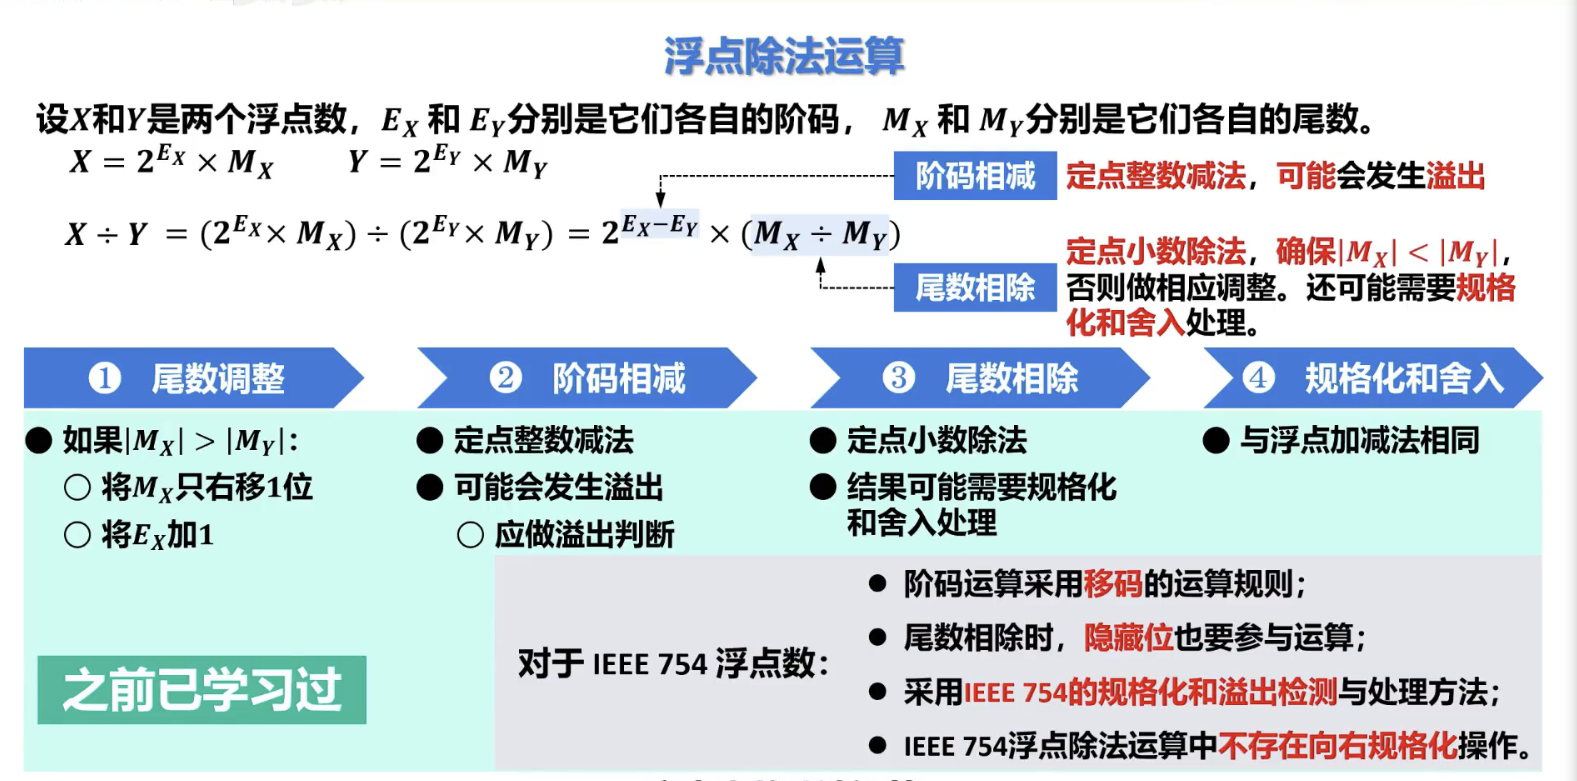 浮点除法运算
设X和Y是两个浮点数，E_X 和 E_Y分别是它们各自的阶码， M_X 和 M_Y分别是它们各自的尾数。
X = 2^{E_X} × M_X Y = 2^{E_Y} × M_Y
阶码相减 定点整数减法，可能会发生溢出
X ÷ Y = (2^{E_X}× M_X) ÷ (2^{E_Y}× M_Y) = 2^{E_X−E_Y} × (M_X ÷ M_Y)
尾数相除
定点小数除法，确保|M_X| < |M_Y|，
否则做相应调整。还可能需要规格
化和舍入处理。
❶ 尾数调整
● 如果|M_X| > |M_Y|：
○ 将M_X只右移1位
○ 将E_X加1
❷ 阶码相减
● 定点整数减法
● 可能会发生溢出
○ 应做溢出判断
❸ 尾数相除
● 定点小数除法
● 结果可能需要规格化
和舍入处理
❹ 规格化和舍入
● 与浮点加减法相同
之前已学习过
对于 IEEE 754 浮点数：
● 阶码运算采用移码的运算规则；
● 尾数相除时，隐藏位也要参与运算；
● 采用IEEE 754的规格化和溢出检测与处理方法；
● IEEE 754浮点除法运算中不存在向右规格化操作。